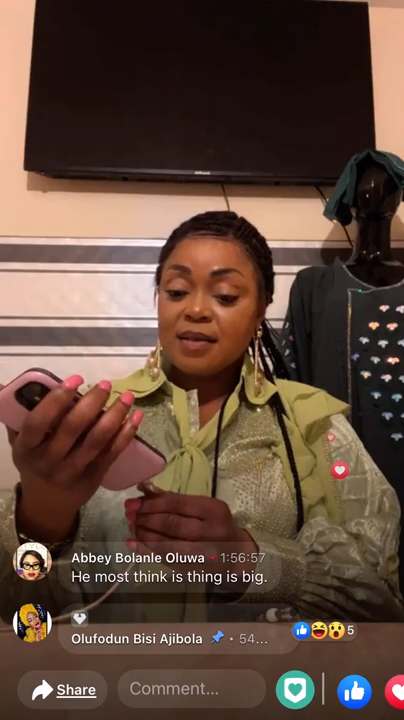 Abbey Bolanle Oluwa • 1:56:57
He most think is thing is big.
Olufodun Bisi Ajibola • 54...
5
Share
Comment...